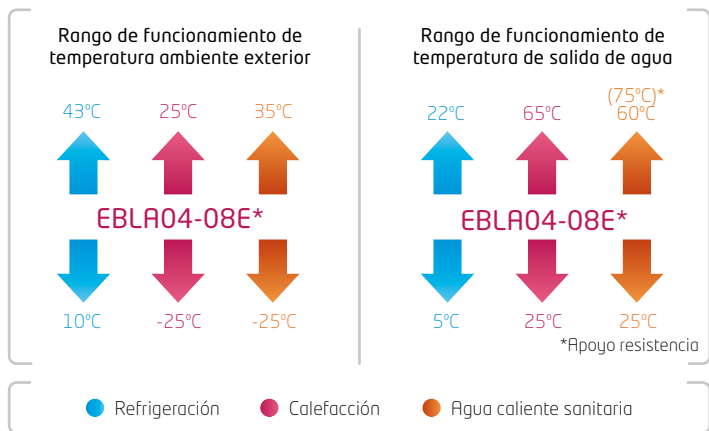 Rango de funcionamiento de
temperatura ambiente exterior
43ºC 25ºC 35ºC
EBLA04-08E*
10ºC -25ºC -25ºC
Rango de funcionamiento de
temperatura de salida de agua
(75ºC)*
22ºC 65ºC 60ºC
EBLA04-08E*
5ºC 25ºC 25ºC
*Apoyo resistencia
Refrigeración Calefacción Agua caliente sanitaria